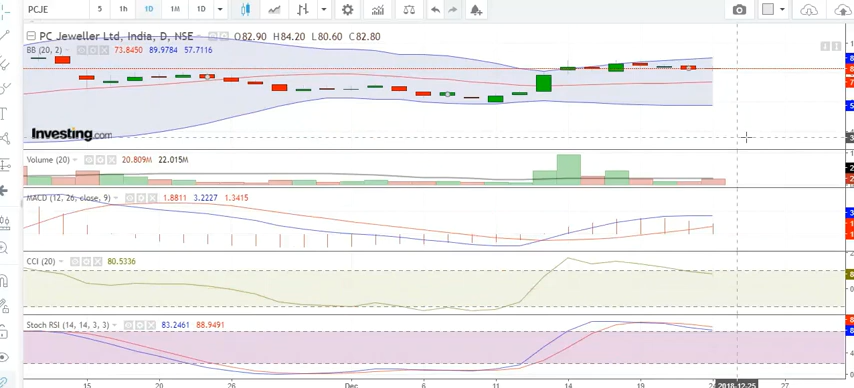 PCJE 5 1h 1D 1M 1D
PC Jeweller Ltd, India, D, NSE O82.90 H84.20 L80.60 C82.80
BB (20, 2) 73.8450 89.9784 57.7116
Investing.com
Volume (20) 20.809M 22.015M
MACD (12, 26, close, 9) 1.8811 3.2227 1.3415
CCI (20) 80.5336
Stoch RSI (14, 14, 3, 3) 83.2461 88.9491
15 20 26 Dec 6 11 14 19 2018-12-25 27